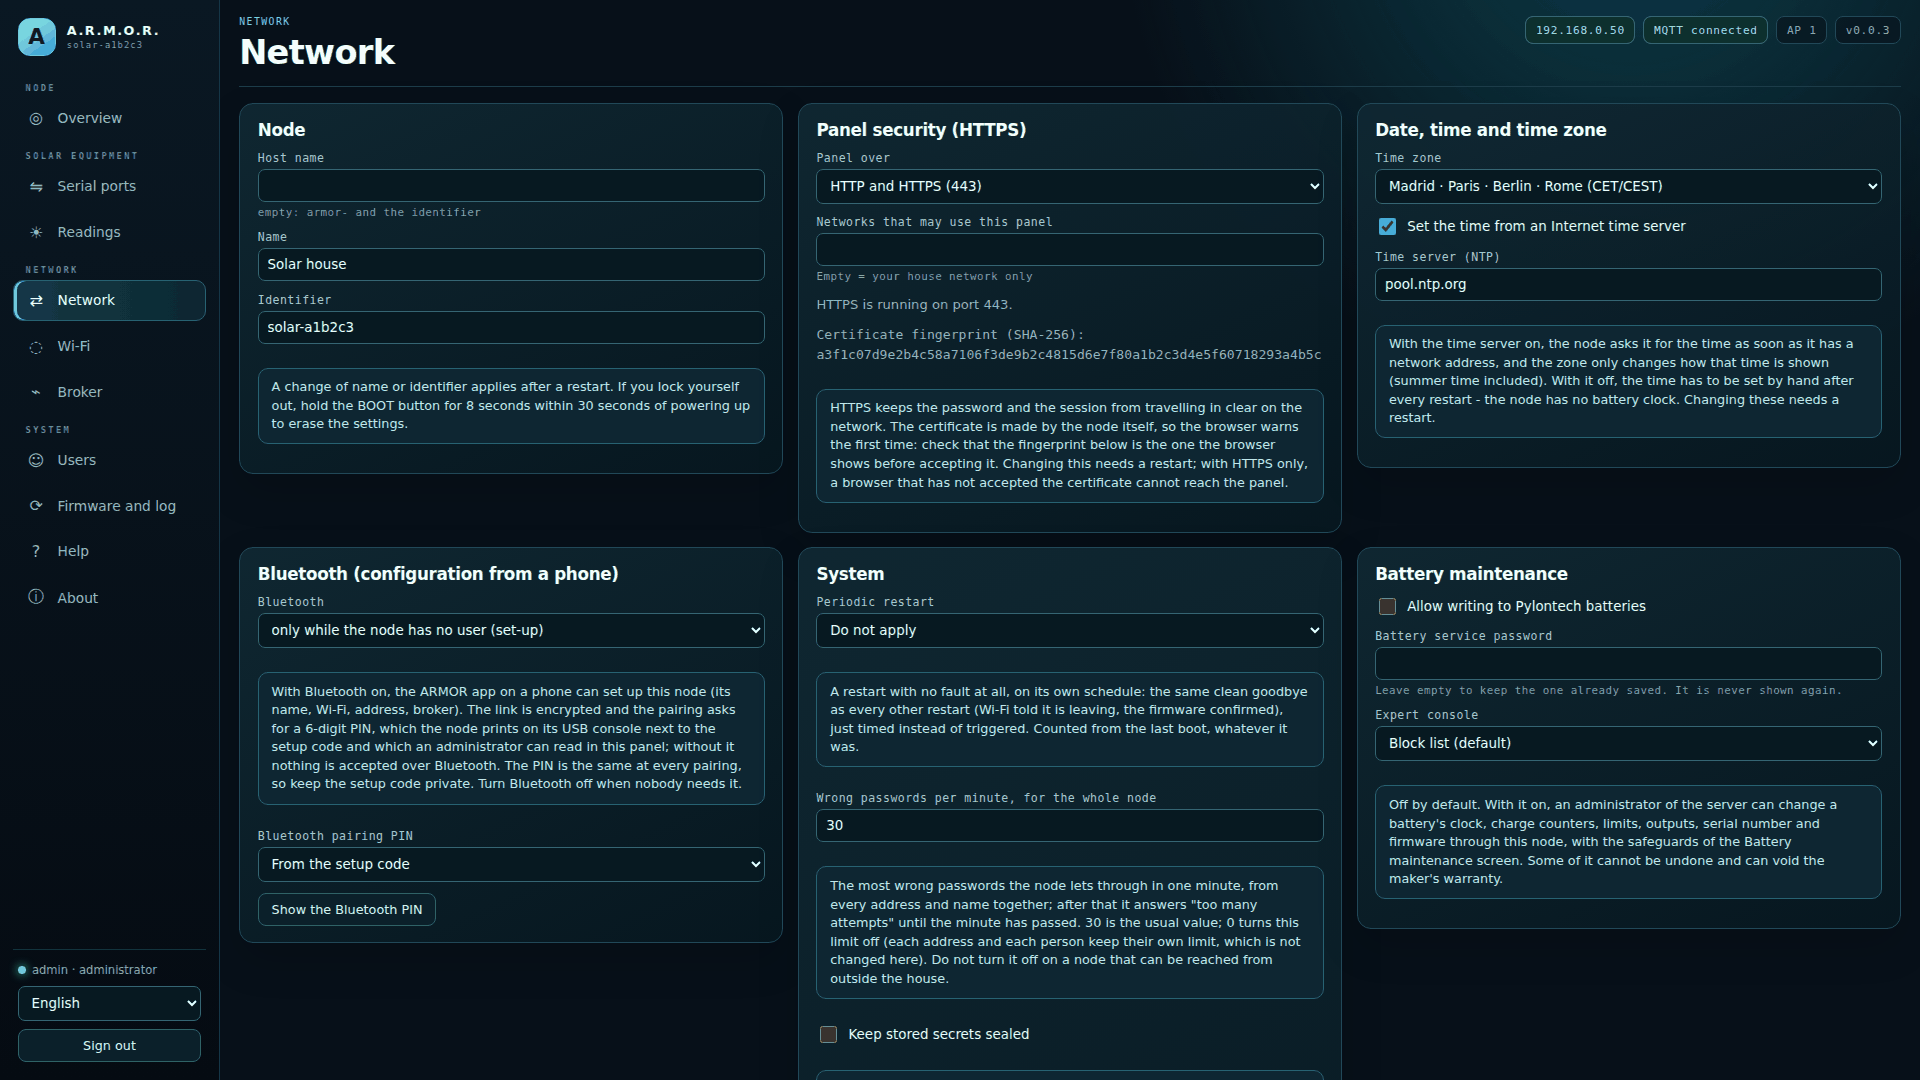 A
A.R.M.O.R.
solar-a1b2c3
NODE
◎ Overview
SOLAR EQUIPMENT
⇋ Serial ports
☀ Readings
NETWORK
⇄ Network
◌ Wi-Fi
⌁ Broker
SYSTEM
☺ Users
⟳ Firmware and log
? Help
ⓘ About
admin · administrator
English
Sign out
NETWORK
Network
192.168.0.50
MQTT connected
AP 1
v0.0.3
Node
Host name
empty: armor- and the identifier
Name
Solar house
Identifier
solar-a1b2c3
A change of name or identifier applies after a restart. If you lock yourself
out, hold the BOOT button for 8 seconds within 30 seconds of powering up
to erase the settings.
Panel security (HTTPS)
Panel over
HTTP and HTTPS (443)
Networks that may use this panel
Empty = your house network only
HTTPS is running on port 443.
Certificate fingerprint (SHA-256):
a3f1c07d9e2b4c58a7106f3de9b2c4815d6e7f80a1b2c3d4e5f60718293a4b5c
HTTPS keeps the password and the session from travelling in clear on the
network. The certificate is made by the node itself, so the browser warns
the first time: check that the fingerprint below is the one the browser
shows before accepting it. Changing this needs a restart; with HTTPS only,
a browser that has not accepted the certificate cannot reach the panel.
Date, time and time zone
Time zone
Madrid · Paris · Berlin · Rome (CET/CEST)
Set the time from an Internet time server
Time server (NTP)
pool.ntp.org
With the time server on, the node asks it for the time as soon as it has a
network address, and the zone only changes how that time is shown
(summer time included). With it off, the time has to be set by hand after
every restart - the node has no battery clock. Changing these needs a
restart.
Bluetooth (configuration from a phone)
Bluetooth
only while the node has no user (set-up)
With Bluetooth on, the ARMOR app on a phone can set up this node (its
name, Wi-Fi, address, broker). The link is encrypted and the pairing asks
for a 6-digit PIN, which the node prints on its USB console next to the
setup code and which an administrator can read in this panel; without it
nothing is accepted over Bluetooth. The PIN is the same at every pairing,
so keep the setup code private. Turn Bluetooth off when nobody needs it.
Bluetooth pairing PIN
From the setup code
Show the Bluetooth PIN
System
Periodic restart
Do not apply
A restart with no fault at all, on its own schedule: the same clean goodbye
as every other restart (Wi-Fi told it is leaving, the firmware confirmed),
just timed instead of triggered. Counted from the last boot, whatever it
was.
Wrong passwords per minute, for the whole node
30
The most wrong passwords the node lets through in one minute, from
every address and name together; after that it answers "too many
attempts" until the minute has passed. 30 is the usual value; 0 turns this
limit off (each address and each person keep their own limit, which is not
changed here). Do not turn it off on a node that can be reached from
outside the house.
Keep stored secrets sealed
Battery maintenance
Allow writing to Pylontech batteries
Battery service password
Leave empty to keep the one already saved. It is never shown again.
Expert console
Block list (default)
Off by default. With it on, an administrator of the server can change a
battery's clock, charge counters, limits, outputs, serial number and
firmware through this node, with the safeguards of the Battery
maintenance screen. Some of it cannot be undone and can void the
maker's warranty.